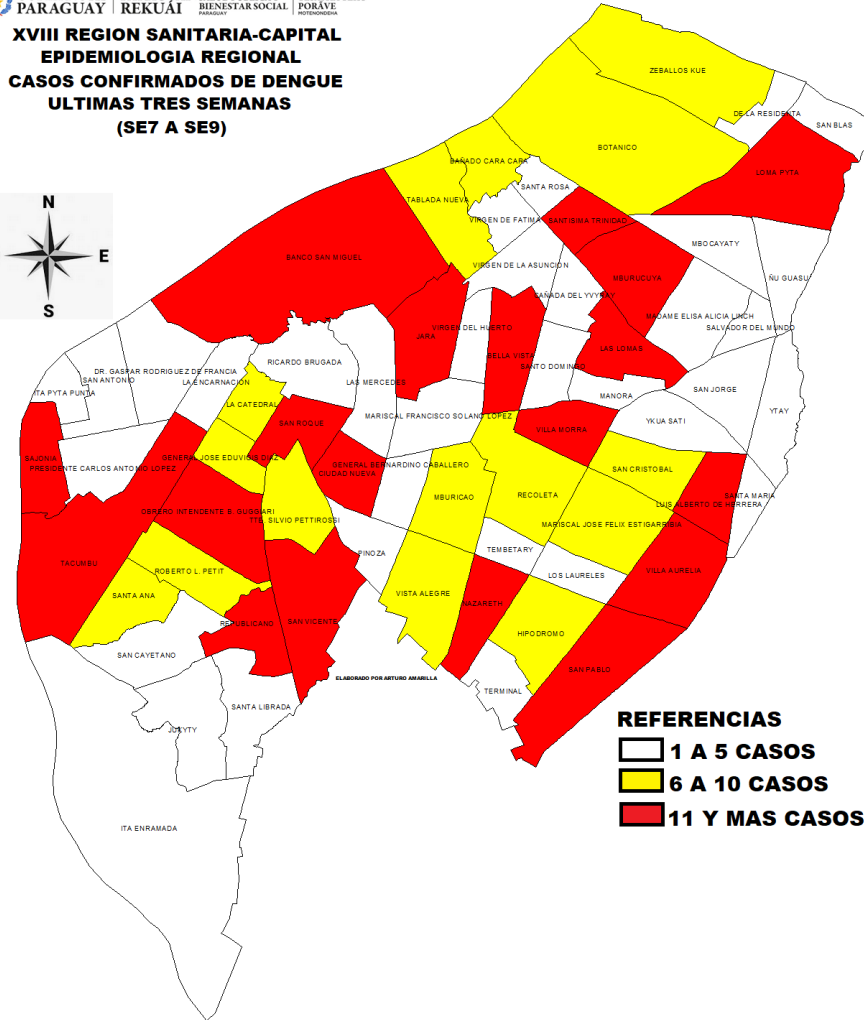 PARAGUAY
REKUÁI
BIENESTAR SOCIAL
PARAGUAY
PORÃVE
MOTENONDEHA
XVIII REGION SANITARIA-CAPITAL
EPIDEMIOLOGIA REGIONAL
CASOS CONFIRMADOS DE DENGUE
ULTIMAS TRES SEMANAS
(SE7 A SE9)
N
E
S
ZEBALLOS KUE
DE LA RESIDENTA
SAN BLAS
BOTANICO
BAÑADO CARA CARA
LOMA PYTA
SANTA ROSA
TABLADA NUEVA
VIRGEN DE FATIMA
SANTISIMA TRINIDAD
MBOCAYATY
BANCO SAN MIGUEL
VIRGEN DE LA ASUNCION
MBURUCUYA
ÑU GUASU
CAÑADA DEL YVYRAY
MADAME ELISA ALICIA LINCH
SALVADOR DEL MUNDO
VIRGEN DEL HUERTO
JARA
LAS LOMAS
BELLA VISTA
SANTO DOMINGO
RICARDO BRUGADA
DR. GASPAR RODRIGUEZ DE FRANCIA
SAN ANTONIO
LA ENCARNACION
LAS MERCEDES
ITA PYTA PUNTA
MANORA
SAN JORGE
LA CATEDRAL
MARISCAL FRANCISCO SOLANO LOPEZ
YTAY
SAN ROQUE
YKUA SATI
VILLA MORRA
SAJONIA
GENERAL JOSE EDUVIGIS DIAZ
PRESIDENTE CARLOS ANTONIO LOPEZ
GENERAL BERNARDINO CABALLERO
CIUDAD NUEVA
SAN CRISTOBAL
MBURICAO
RECOLETA
SANTA MARIA
LUIS ALBERTO DE HERRERA
OBRERO INTENDENTE B. GUGGIARI
TTE. SILVIO PETTIROSSI
MARISCAL JOSE FELIX ESTIGARRIBIA
PINOZA
TEMBETARY
TACUMBU
ROBERTO L. PETIT
LOS LAURELES
VILLA AURELIA
SANTA ANA
VISTA ALEGRE
NAZARETH
REPUBLICANO
SAN VICENTE
HIPODROMO
SAN CAYETANO
SAN PABLO
ELABORADO POR ARTURO AMARILLA
TERMINAL
SANTA LIBRADA
JUKYTY
ITA ENRAMADA
REFERENCIAS
1 A 5 CASOS
6 A 10 CASOS
11 Y MAS CASOS